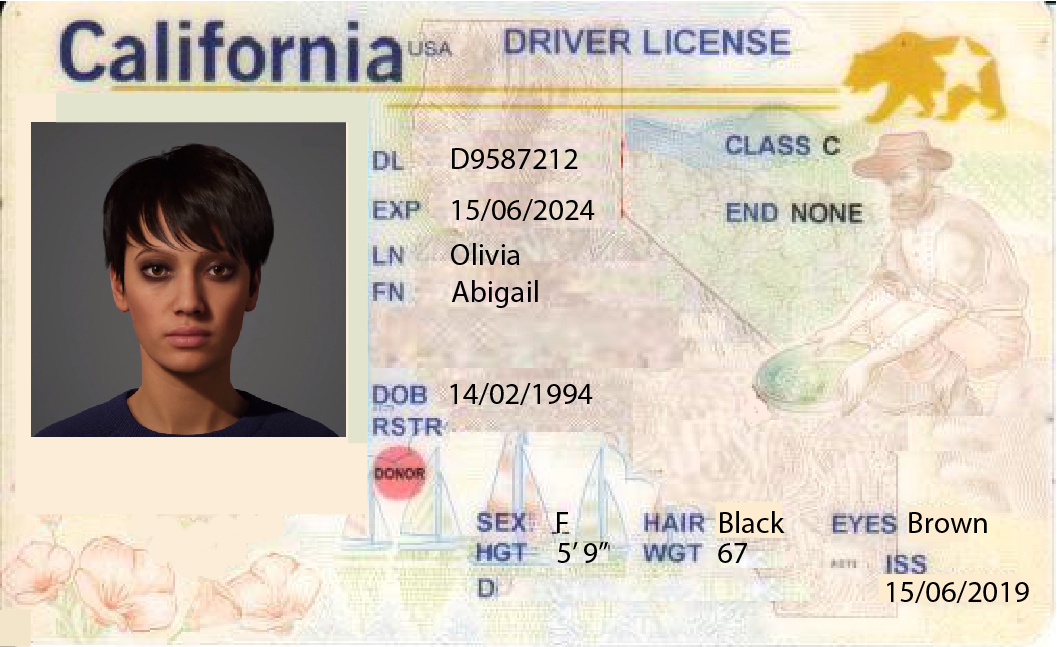 California USA DRIVER LICENSE
DL D9587212
CLASS C
EXP 15/06/2024
END NONE
LN Olivia
FN Abigail
DOB 14/02/1994
RSTR
DONOR
SEX F HAIR Black EYES Brown
HGT 5'9" WGT 67 ISS
D 15/06/2019